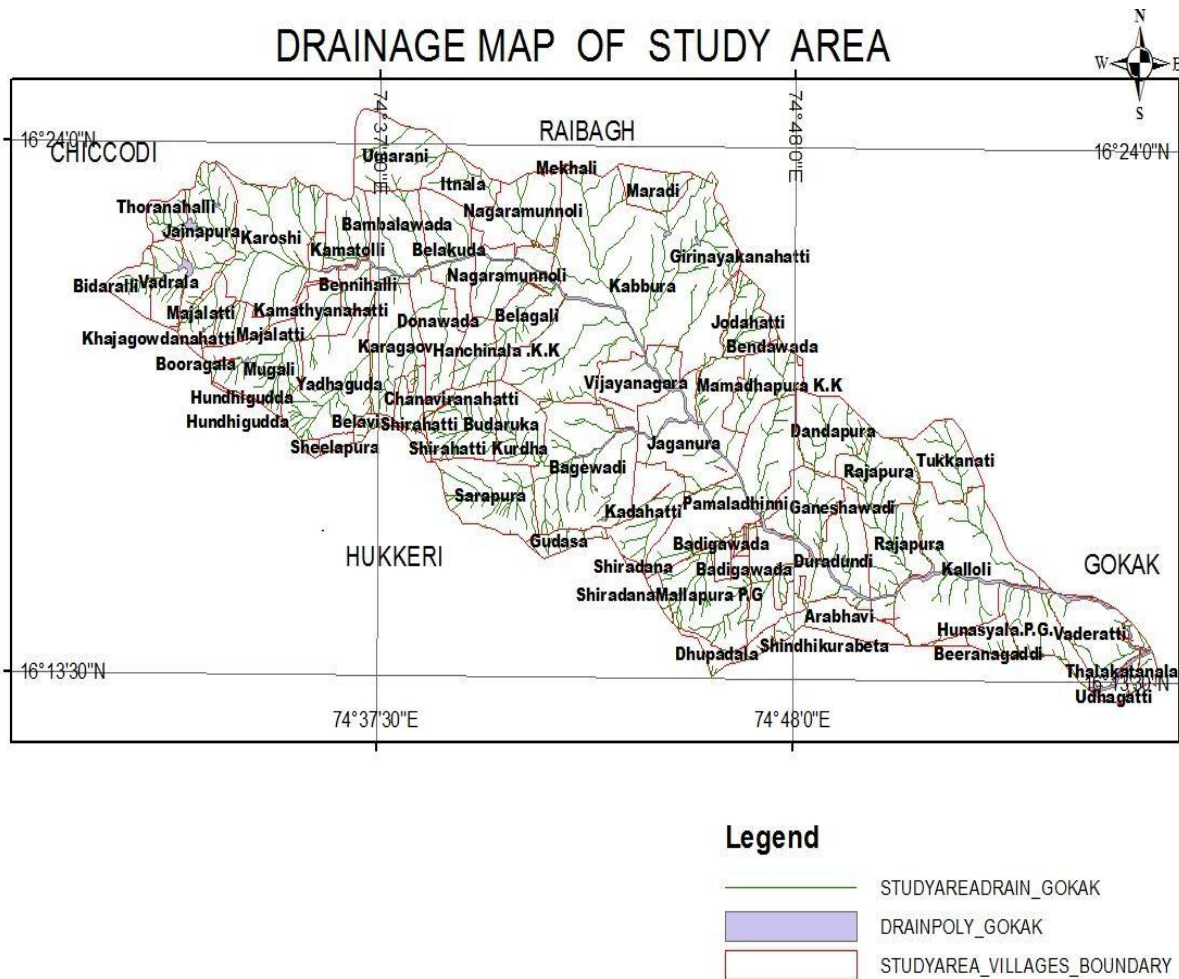 N
DRAINAGE MAP OF STUDY AREA
W E
S
74°37'30"E
74°48'0"E
16°24'0"N
RAIBAGH
16°24'0"N
CHICCODI
Umarani
Mekhali
Itnala
Maradi
Thoranahalli
Nagaramunnoli
Jainapura
Karoshi
Bambalawada
Kamatolli
Belakuda
Girinayakanahatti
Bidaralli
Vadrala
Bennihalli
Nagaramunnoli
Kabbura
Majalatti
Kamathyanahatti
Donawada
Belagali
Jodahatti
Khajagowdanahatti
Majalatti
Karagaov
Hanchinala .K.K
Bendawada
Booragala
Mugali
Yadhaguda
Vijayanagara
Mamadhapura K.K
Hundhigudda
Chanaviranahatti
Hundhigudda
Belavi
Shirahatti Budaruka
Dandapura
Sheelapura
Shirahatti Kurdha
Jaganura
Bagewadi
Rajapura
Tukkanati
Sarapura
Kadahatti
Pamaladhinni
Ganeshawadi
HUKKERI
Gudasa
Badigawada
Rajapura
Shiradana
Badigawada
Duradundi
Kalloli
GOKAK
Shiradana
Mallapura P.G
Arabhavi
Hunasyala.P.G.
Vaderatti
Dhupadala
Shindhikurabeta
Beeranagaddi
16°13'30"N
Thalakatanala
16°13'30"N
Udhagatti
74°37'30"E
74°48'0"E
Legend
STUDYAREADRAIN_GOKAK
DRAINPOLY_GOKAK
STUDYAREA_VILLAGES_BOUNDARY